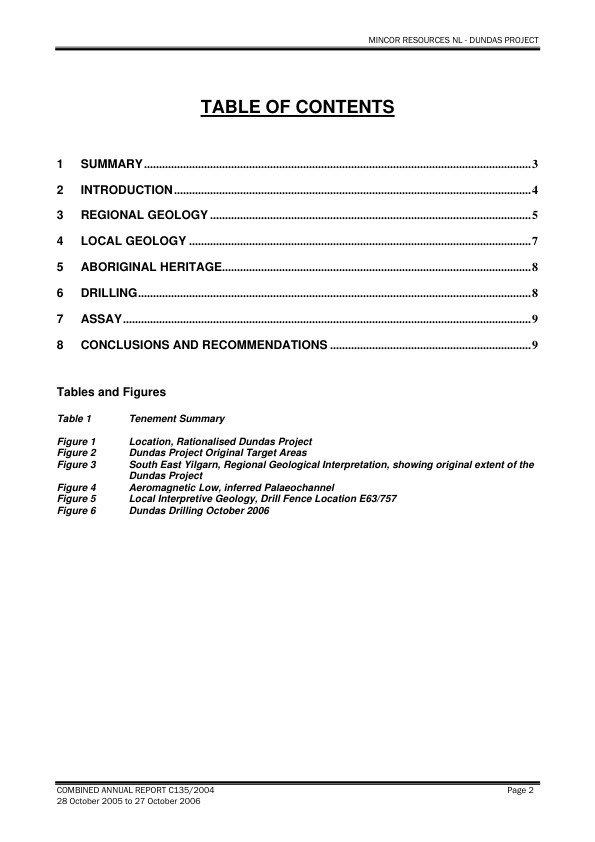 MINCOR RESOURCES NL - DUNDAS PROJECT
TABLE OF CONTENTS
1 SUMMARY 3
2 INTRODUCTION 4
3 REGIONAL GEOLOGY 5
4 LOCAL GEOLOGY 7
5 ABORIGINAL HERITAGE 8
6 DRILLING 8
7 ASSAY 9
8 CONCLUSIONS AND RECOMMENDATIONS 9
Tables and Figures
Table 1 Tenement Summary
Figure 1 Location, Rationalised Dundas Project
Figure 2 Dundas Project Original Target Areas
Figure 3 South East Yilgarn, Regional Geological Interpretation, showing original extent of the
Dundas Project
Figure 4 Aeromagnetic Low, inferred Palaeochannel
Figure 5 Local Interpretive Geology, Drill Fence Location E63/757
Figure 6 Dundas Drilling October 2006
COMBINED ANNUAL REPORT C135/2004 Page 2
28 October 2005 to 27 October 2006